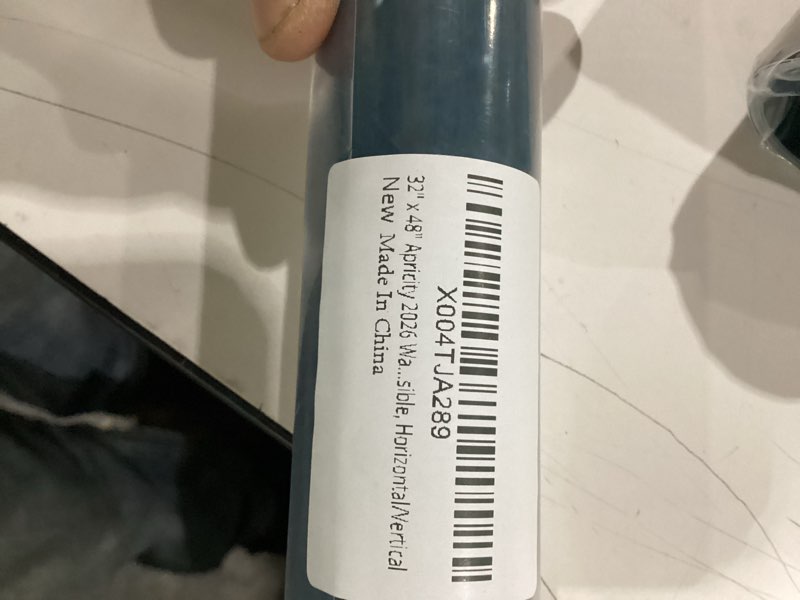 X004TJA289
32" x 48" Apricity 2026 Wa...sible, Horizontal/Vertical
New Made In China